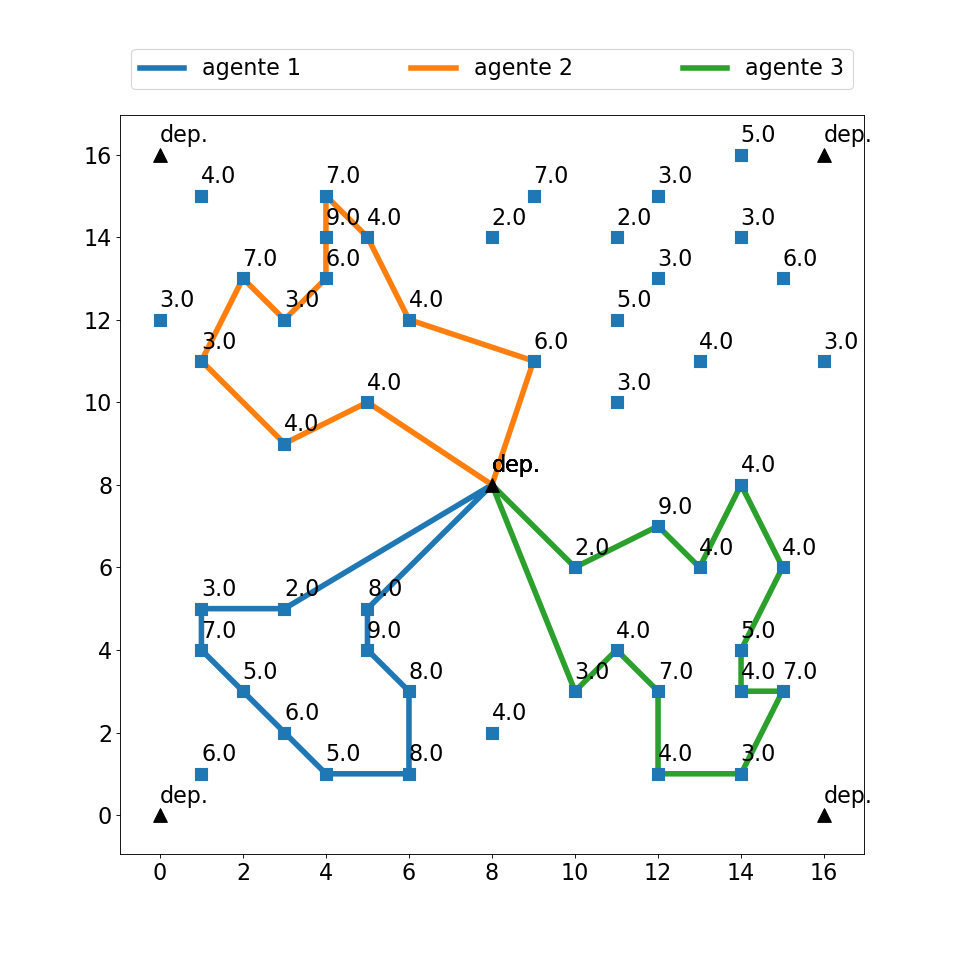 agente 1 agente 2 agente 3
dep. 5.0 dep.
16
4.0 7.0 7.0 3.0
9.0 4.0 2.0 2.0 3.0
14
7.0 6.0 3.0 6.0
3.0 3.0 4.0 5.0
12
3.0 6.0 4.0 3.0
4.0 3.0
10
4.0
dep. 4.0
8
9.0
2.0 4.0 4.0
6
3.0 2.0 8.0
7.0 9.0 4.0 5.0
4
5.0 8.0 3.0 7.0 4.0 7.0
6.0 4.0
2
6.0 5.0 8.0 4.0 3.0
dep. dep.
0
0 2 4 6 8 10 12 14 16